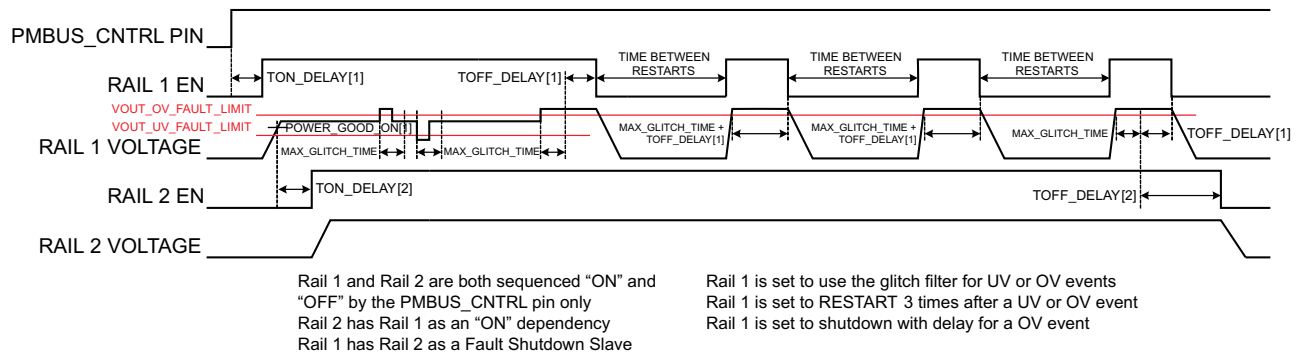 PMBUS_CNTRL PIN
RAIL 1 EN
TON_DELAY[1]
TOFF_DELAY[1]
TIME BETWEEN
RESTARTS
TIME BETWEEN
RESTARTS
TIME BETWEEN
RESTARTS
VOUT_OV_FAULT_LIMIT
VOUT_UV_FAULT_LIMIT
POWER_GOOD_ON[1]
RAIL 1 VOLTAGE
MAX_GLITCH_TIME
MAX_GLITCH_TIME
MAX_GLITCH_TIME +
TOFF_DELAY[1]
MAX_GLITCH_TIME +
TOFF_DELAY[1]
MAX_GLITCH_TIME
TOFF_DELAY[1]
RAIL 2 EN
TON_DELAY[2]
TOFF_DELAY[2]
RAIL 2 VOLTAGE
Rail 1 and Rail 2 are both sequenced “ON” and
“OFF” by the PMBUS_CNTRL pin only
Rail 2 has Rail 1 as an “ON” dependency
Rail 1 has Rail 2 as a Fault Shutdown Slave
Rail 1 is set to use the glitch filter for UV or OV events
Rail 1 is set to RESTART 3 times after a UV or OV event
Rail 1 is set to shutdown with delay for a OV event